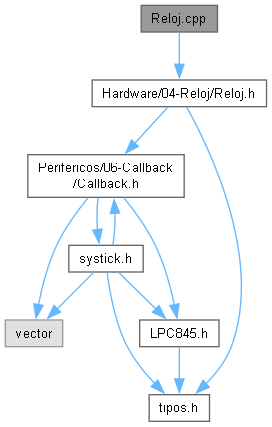 Reloj.cpp
Hardware/04-Reloj/Reloj.h
Perifericos/06-Callback
/Callback.h
systick.h
vector
LPC845.h
tipos.h